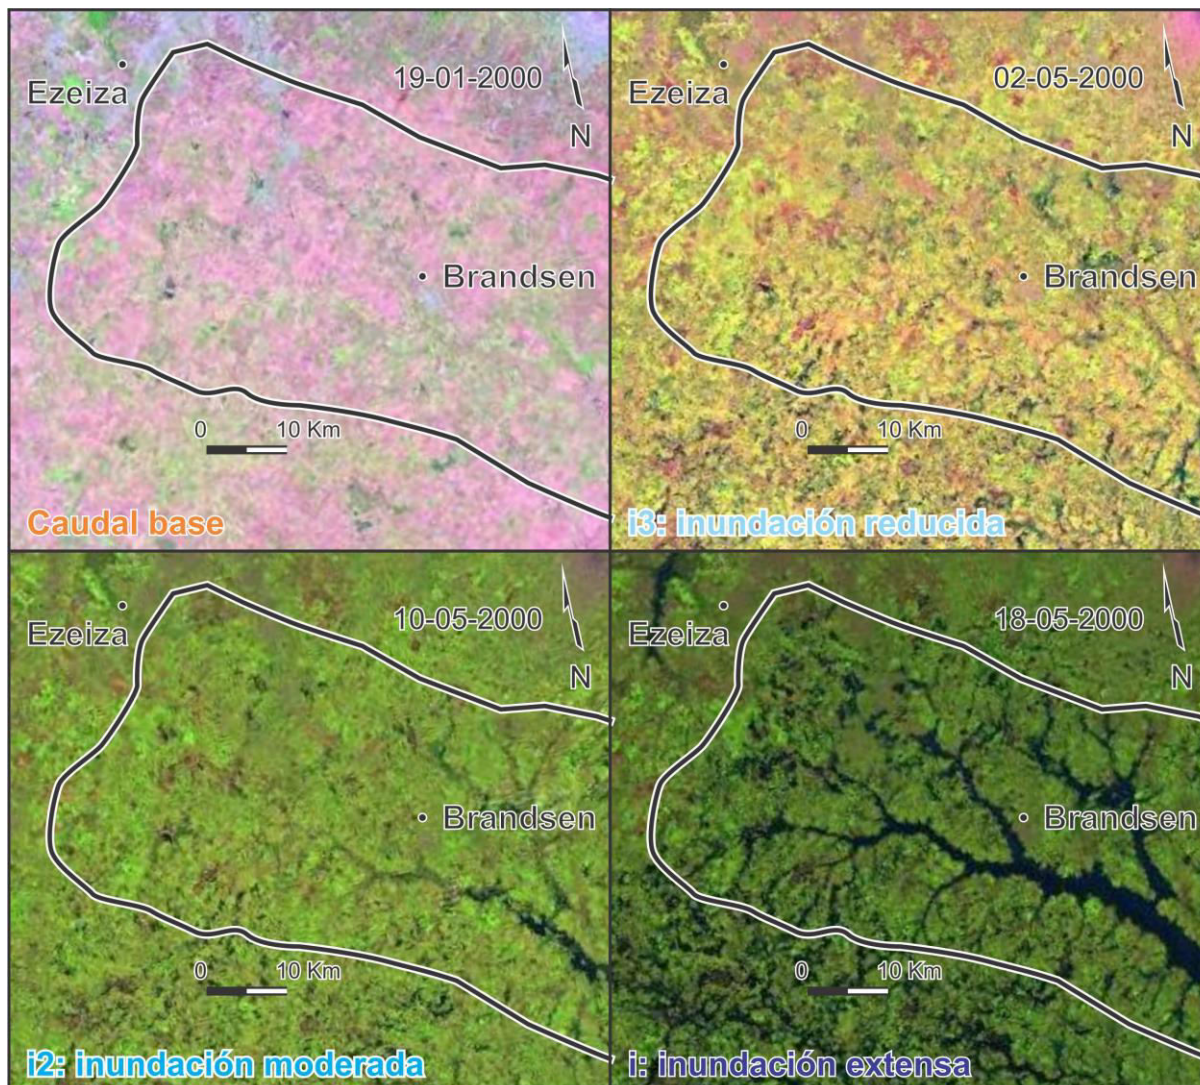 19-01-2000
Ezeiza
N
Brandsen
0 10 Km
Caudal base
02-05-2000
Ezeiza
N
Brandsen
0 10 Km
i3: inundación reducida
10-05-2000
Ezeiza
N
Brandsen
0 10 Km
i2: inundación moderada
18-05-2000
Ezeiza
N
Brandsen
0 10 Km
i: inundación extensa